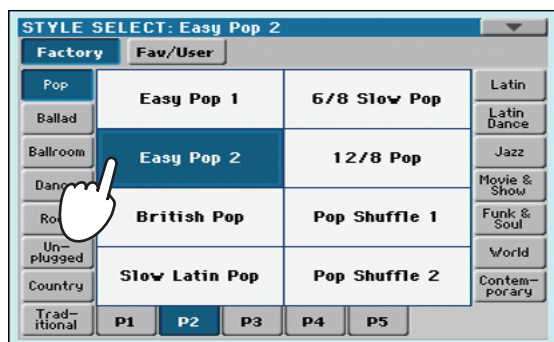 STYLE SELECT: Easy Pop 2
Factory Fav/User
Pop
Ballad
Ballroom
Country
Un-
plugged
Trad-
itional
Easy Pop 1
6/8 Slow Pop
Easy Pop 2
12/8 Pop
British Pop
Pop Shuffle 1
Slow Latin Pop
Pop Shuffle 2
Latin
Latin
Dance
Jazz
Movie &
Show
Funk &
Soul
World
Contem-
porary
P1 P2 P3 P4 P5